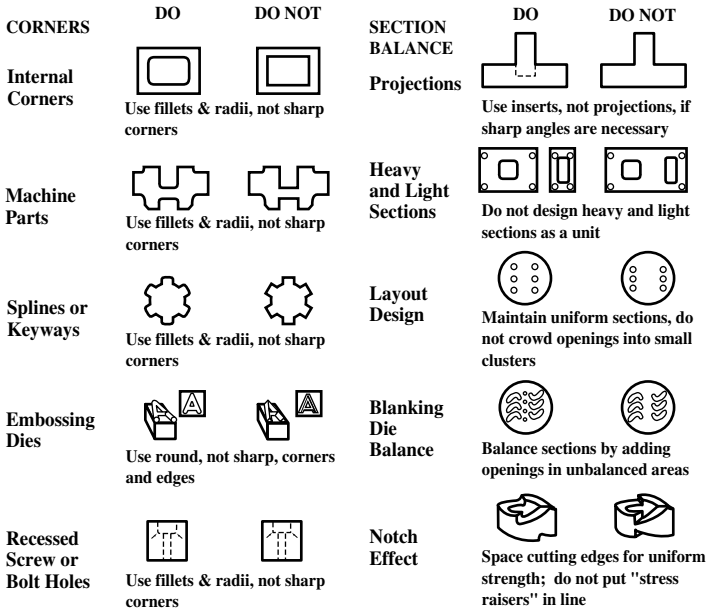 CORNERS
DO
DO NOT
Internal
Corners
Use fillets & radii, not sharp
corners
Machine
Parts
Use fillets & radii, not sharp
corners
Splines or
Keyways
Use fillets & radii, not sharp
corners
Embossing
Dies
A
A
Use round, not sharp, corners
and edges
Recessed
Screw or
Bolt Holes
Use fillets & radii, not sharp
corners
SECTION
BALANCE
DO
DO NOT
Projections
Use inserts, not projections, if
sharp angles are necessary
Heavy
and Light
Sections
Do not design heavy and light
sections as a unit
Layout
Design
Maintain uniform sections, do
not crowd openings into small
clusters
Blanking
Die
Balance
Balance sections by adding
openings in unbalanced areas
Notch
Effect
Space cutting edges for uniform
strength; do not put "stress
raisers" in line